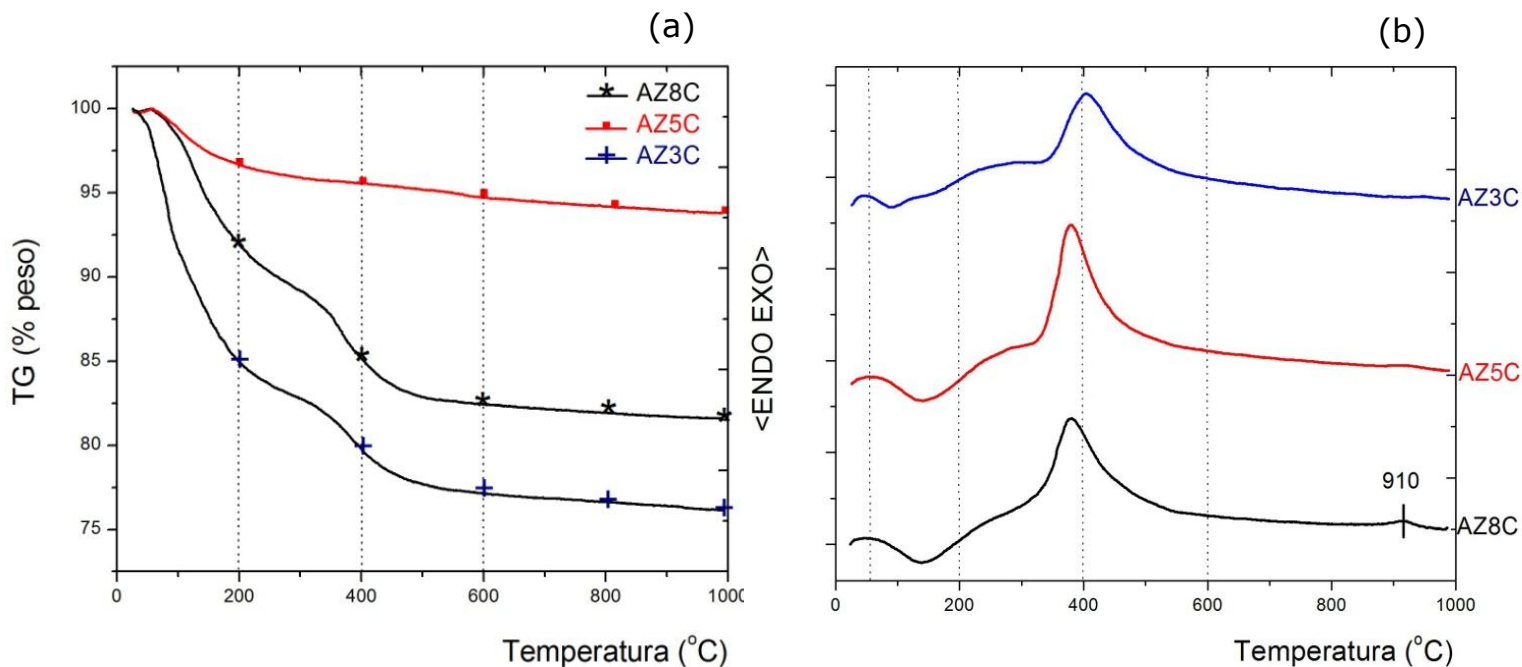 (a)
100
95
90
85
80
75
TG (% peso)
AZ8C
AZ5C
AZ3C
0 200 400 600 800 1000
Temperatura (°C)
(b)
<ENDO EXO>
AZ3C
AZ5C
910
AZ8C
0 200 400 600 800 1000
Temperatura (°C)